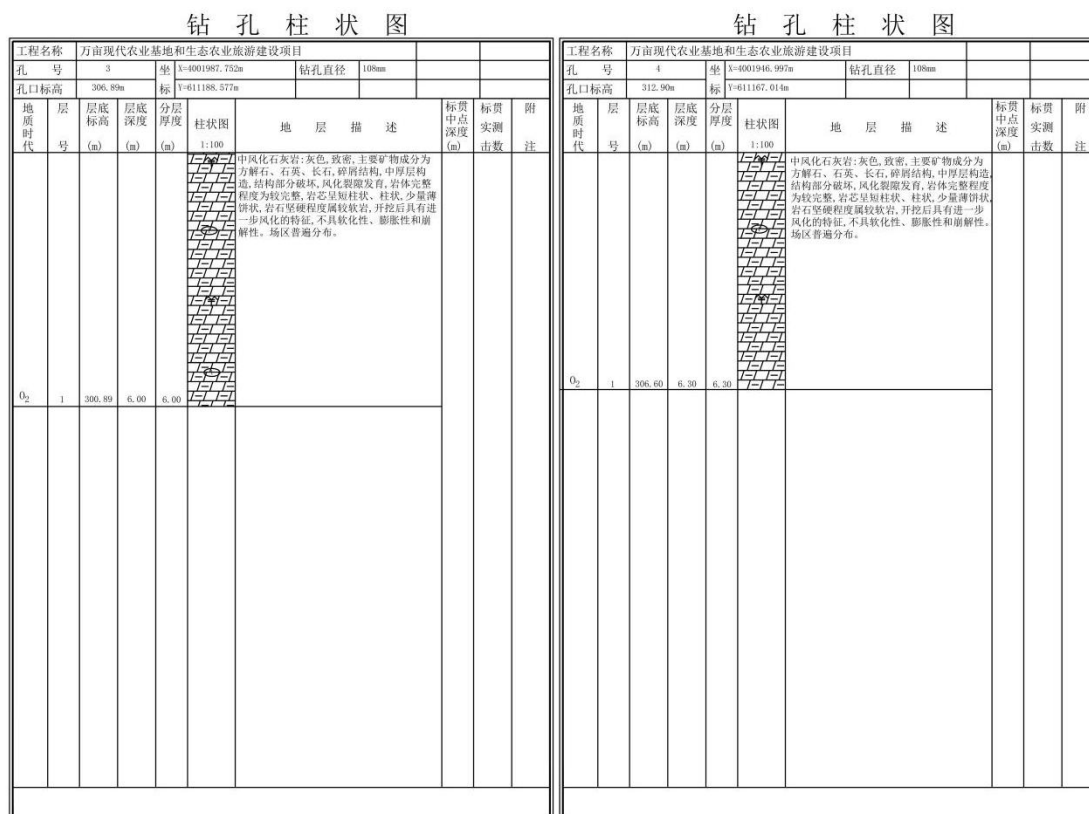 钻 孔 柱 状 图
工程名称 万亩现代农业基地和生态农业旅游建设项目
孔 号 3 坐 X=4001987.752m 钻孔直径 108mm
孔口标高 306.89m 标 Y=611188.577m
地质时代 层号 层底标高(m) 层底深度(m) 分层厚度(m) 柱状图 1:100 地 层 描 述 标贯中点深度(m) 标贯实测击数 附注
中风化石灰岩:灰色,致密,主要矿物成分为
方解石、石英、长石,碎屑结构,中厚层构
造,结构部分破坏,风化裂隙发育,岩体完整
程度为较完整,岩芯呈短柱状、柱状,少量薄
饼状,岩石坚硬程度属较软岩,开挖后具有进
一步风化的特征,不具软化性、膨胀性和崩
解性。场区普遍分布。
O2 1 300.89 6.00 6.00
钻 孔 柱 状 图
工程名称 万亩现代农业基地和生态农业旅游建设项目
孔 号 4 坐 X=4001946.997m 钻孔直径 108mm
孔口标高 312.90m 标 Y=611167.014m
地质时代 层号 层底标高(m) 层底深度(m) 分层厚度(m) 柱状图 1:100 地 层 描 述 标贯中点深度(m) 标贯实测击数 附注
中风化石灰岩:灰色,致密,主要矿物成分为
方解石、石英、长石,碎屑结构,中厚层构造,
结构部分破坏,风化裂隙发育,岩体完整程度
为较完整,岩芯呈短柱状、柱状,少量薄饼状,
岩石坚硬程度属较软岩,开挖后具有进一步
风化的特征,不具软化性、膨胀性和崩解性。
场区普遍分布。
O2 1 306.60 6.30 6.30